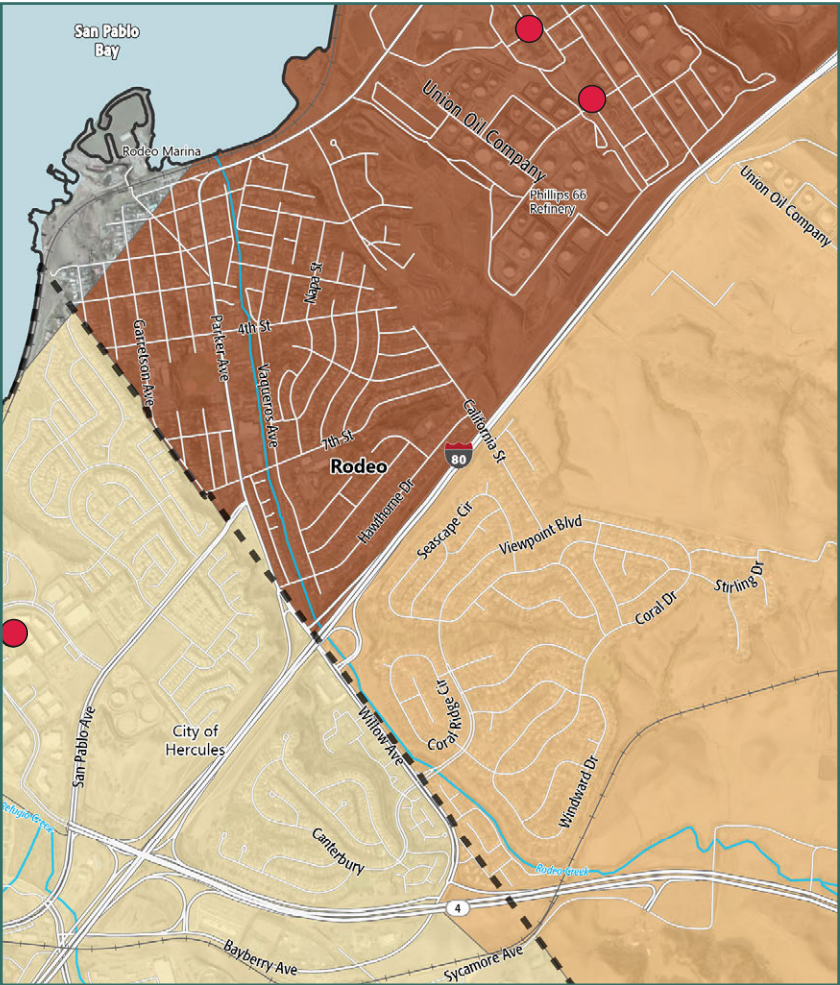 San Pablo
Bay
Union Oil Company
Rodeo Marina
Union Oil Company
Phillips 66
Refinery
Napa St
4th St
Garretson Ave
Parker Ave
Vaqueros Ave
California St
7th St
Rodeo
80
Hawthorne Dr
Seascape Cir
Viewpoint Blvd
Stirling Dr
Coral Dr
Coral Ridge Cir
City of
Hercules
San Pablo Ave
Willow Ave
Windward Dr
Canterbury
Rodeo Creek
4
Bayberry Ave
Sycamore Ave